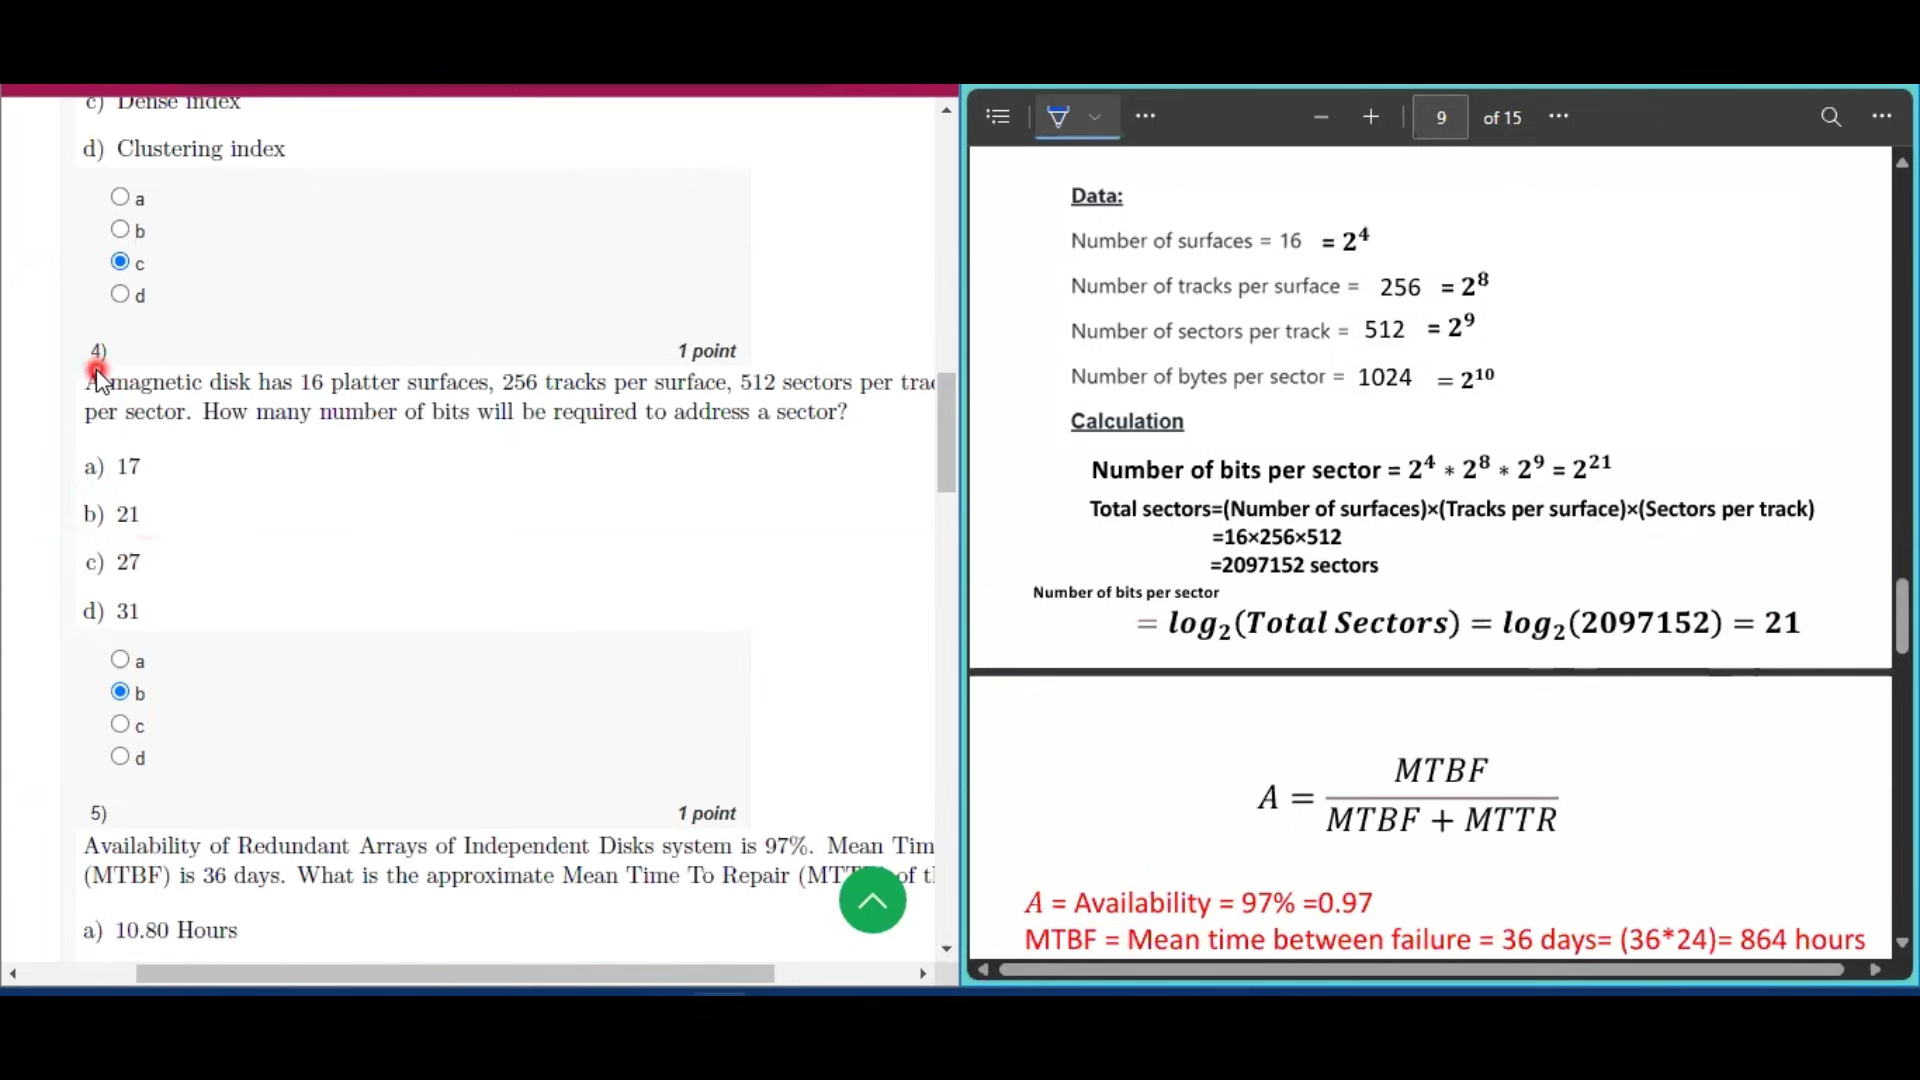 c) Dense index
d) Clustering index
a
b
c
d
4)
1 point
A magnetic disk has 16 platter surfaces, 256 tracks per surface, 512 sectors per
per sector. How many number of bits will be required to address a sector?
a) 17
b) 21
c) 27
d) 31
a
b
c
d
5)
1 point
Availability of Redundant Arrays of Independent Disks system is 97%. Mean
(MTBF) is 36 days. What is the approximate Mean Time To Repair of
a) 10.80 Hours
9 of 15
Data:
Number of surfaces = 16 = 2⁴
Number of tracks per surface = 256 = 2⁸
Number of sectors per track = 512 = 2⁹
Number of bytes per sector = 1024 = 2¹⁰
Calculation
Number of bits per sector = 2⁴ * 2⁸ * 2⁹ = 2²¹
Total sectors=(Number of surfaces)×(Tracks per surface)×(Sectors per track)
=16×256×512
=2097152 sectors
Number of bits per sector
= log₂(Total Sectors) = log₂(2097152) = 21
A = MTBF / MTBF + MTTR
A = Availability = 97% =0.97
MTBF = Mean time between failure = 36 days= (36*24)= 864 hours